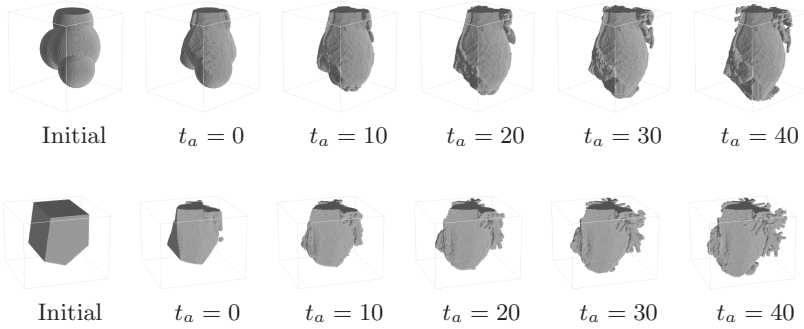 Initial t_a = 0 t_a = 10 t_a = 20 t_a = 30 t_a = 40
Initial t_a = 0 t_a = 10 t_a = 20 t_a = 30 t_a = 40